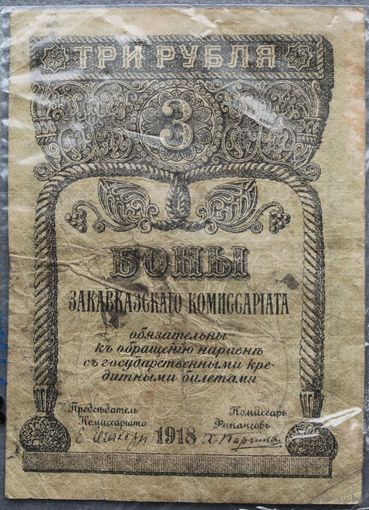 ТРИ РУБЛЯ
3
БОНЫ
ЗАКАВКАЗСКАГО КОМИССАРІАТА
обязательны
къ обращенію наравнѣ
съ государственными кре-
дитными билетами
Предсѣдатель
Комиссаріата
Комиссаръ
Финансовъ
1918